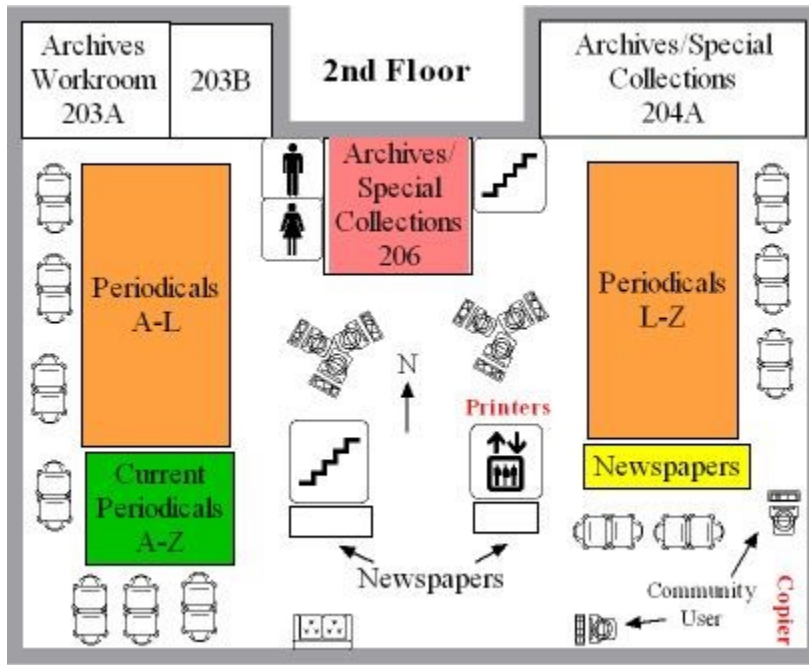 Archives
Workroom
203A
203B
2nd Floor
Archives/Special
Collections
204A
Archives/
Special
Collections
206
Periodicals
A-L
Periodicals
L-Z
N
Printers
Current
Periodicals
A-Z
Newspapers
Newspapers
Community
User
Copier